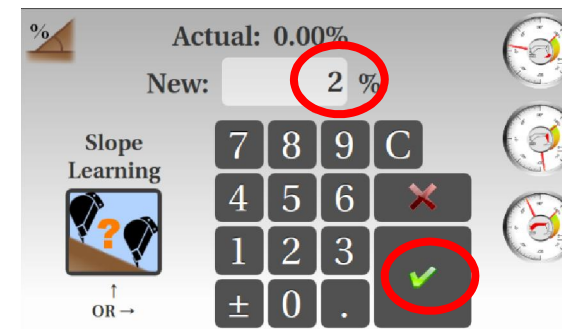 %
Actual: 0.00%
New: 2 %
Slope
Learning
?
↑
OR →
7 8 9 C
4 5 6
1 2 3
± 0 .